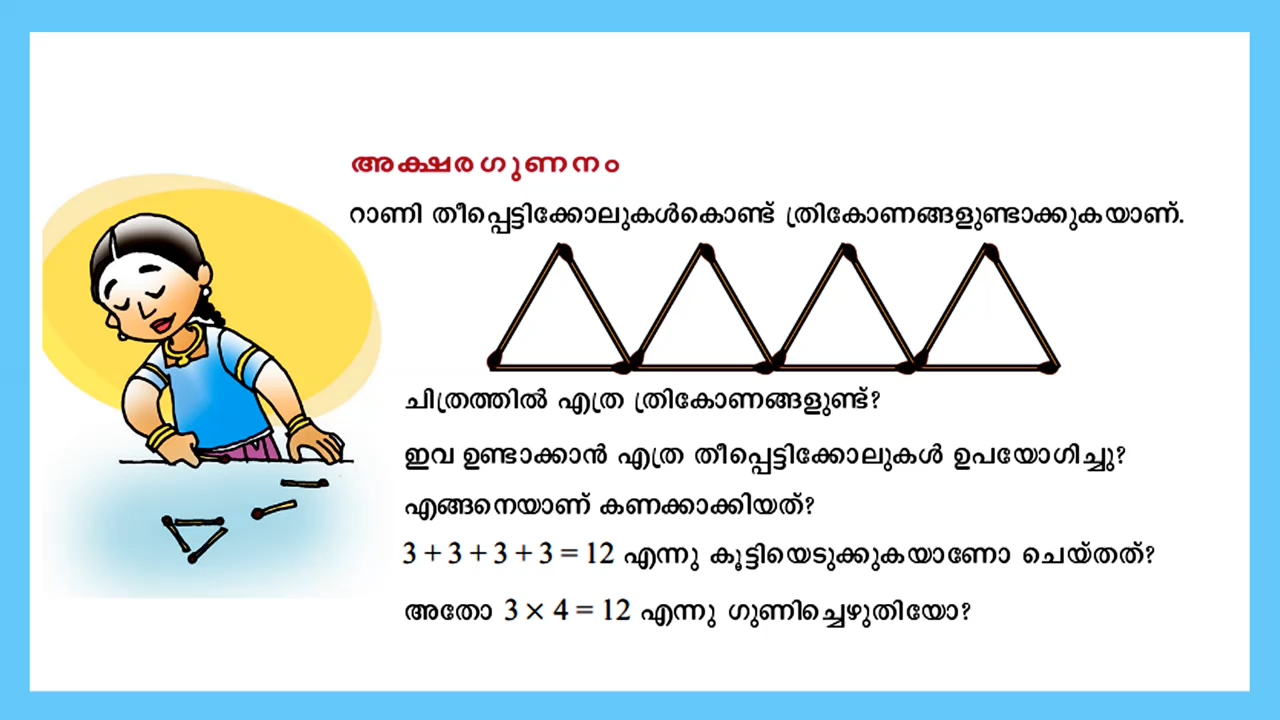 അക്ഷരഗുണനം
റാണി തീപ്പെട്ടിക്കോലുകൾകൊണ്ട് ത്രികോണങ്ങളുണ്ടാക്കുകയാണ്.
ചിത്രത്തിൽ എത്ര ത്രികോണങ്ങളുണ്ട്?
ഇവ ഉണ്ടാക്കാൻ എത്ര തീപ്പെട്ടിക്കോലുകൾ ഉപയോഗിച്ചു?
എങ്ങനെയാണ് കണക്കാക്കിയത്?
3 + 3 + 3 + 3 = 12 എന്നു കൂട്ടിയെടുക്കുകയാണോ ചെയ്തത്?
അതോ 3 × 4 = 12 എന്നു ഗുണിച്ചെഴുതിയോ?